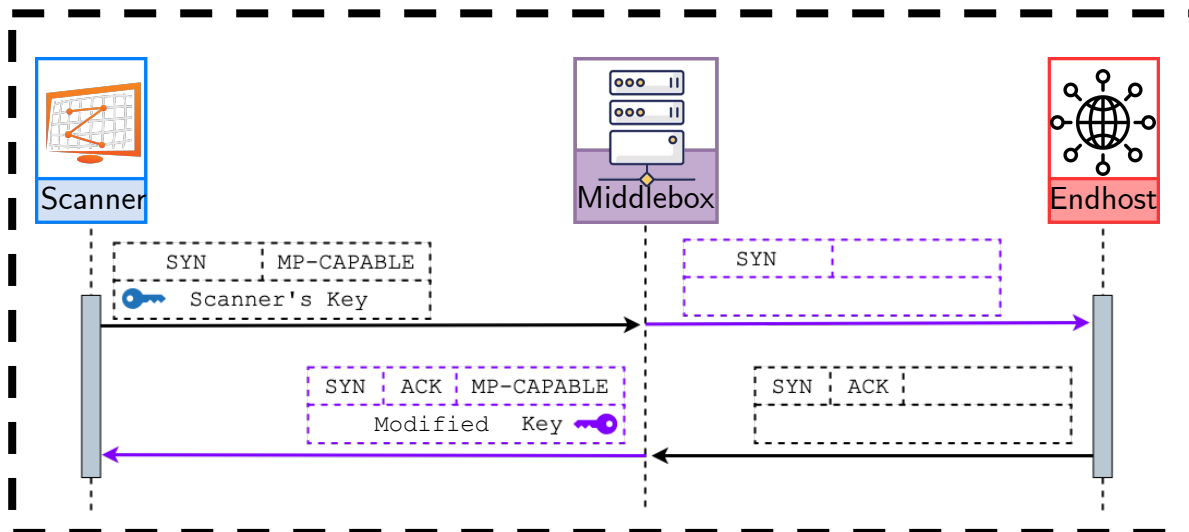 Scanner
Middlebox
Endhost
SYN MP-CAPABLE
Scanner's Key
SYN
SYN ACK MP-CAPABLE
Modified Key
SYN ACK